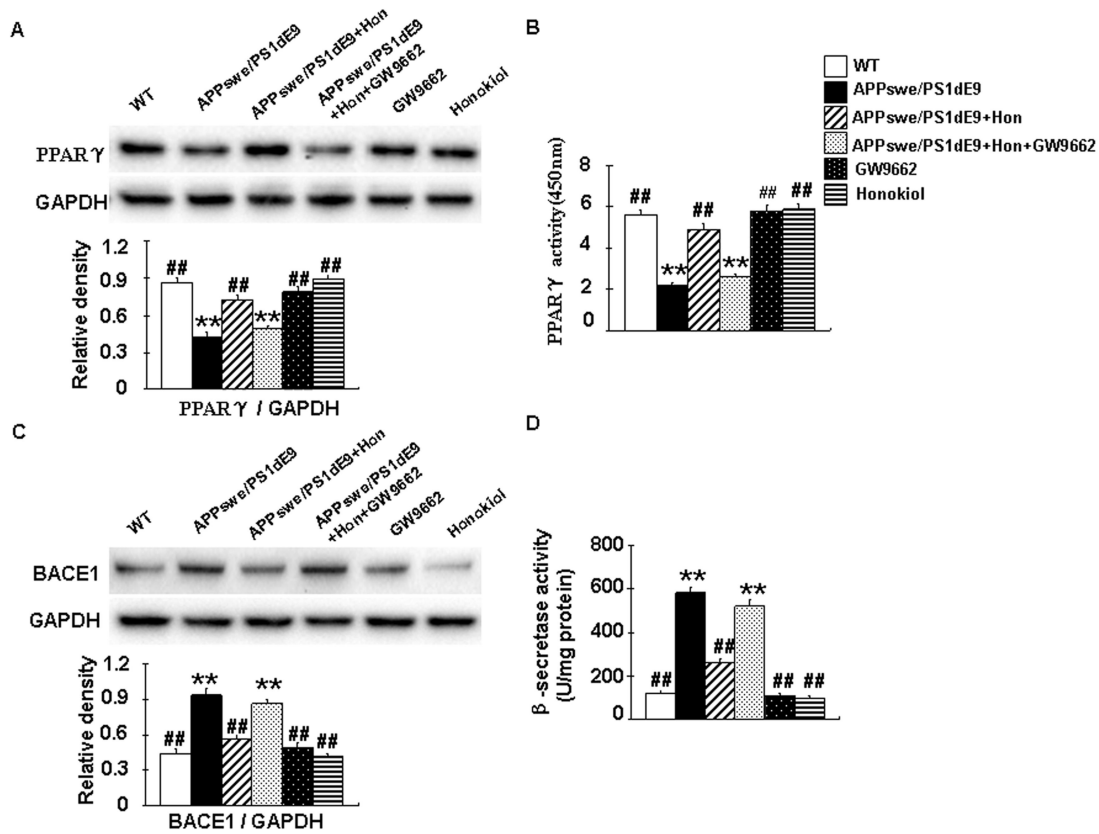 A
WT
APPswe/PS1dE9
APPswe/PS1dE9+Hon
APPswe/PS1dE9
+Hon+GW9662
GW9662
Honokiol
PPARγ
GAPDH
Relative density
1.2
0.9
0.6
0.3
0
##
**
##
**
##
##
PPARγ / GAPDH
B
WT
APPswe/PS1dE9
APPswe/PS1dE9+Hon
APPswe/PS1dE9+Hon+GW9662
GW9662
Honokiol
PPARγ activity(450nm)
8
6
4
2
0
##
**
##
**
##
##
C
WT
APPswe/PS1dE9
APPswe/PS1dE9+Hon
APPswe/PS1dE9
+Hon+GW9662
GW9662
Honokiol
BACE1
GAPDH
Relative density
1.2
0.9
0.6
0.3
0
##
**
##
**
##
##
BACE1 / GAPDH
D
β-secretase activity
(U/mg protein)
800
600
400
200
0
##
**
##
**
##
##